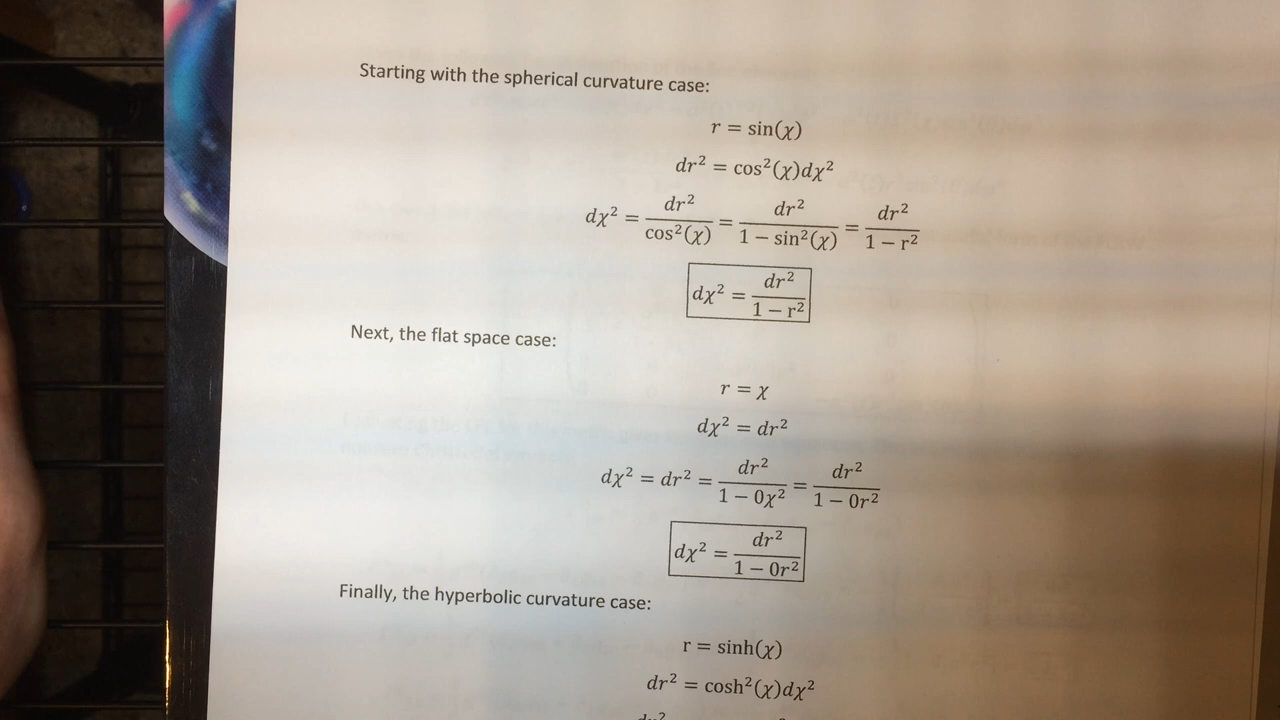 Starting with the spherical curvature case:
r = sin(χ)
dr² = cos²(χ)dχ²
dχ² = dr²/cos²(χ) = dr²/(1 − sin²(χ)) = dr²/(1 − r²)
dχ² = dr²/(1 − r²)
Next, the flat space case:
r = χ
dχ² = dr²
dχ² = dr² = dr²/(1 − 0χ²) = dr²/(1 − 0r²)
dχ² = dr²/(1 − 0r²)
Finally, the hyperbolic curvature case:
r = sinh(χ)
dr² = cosh²(χ)dχ²